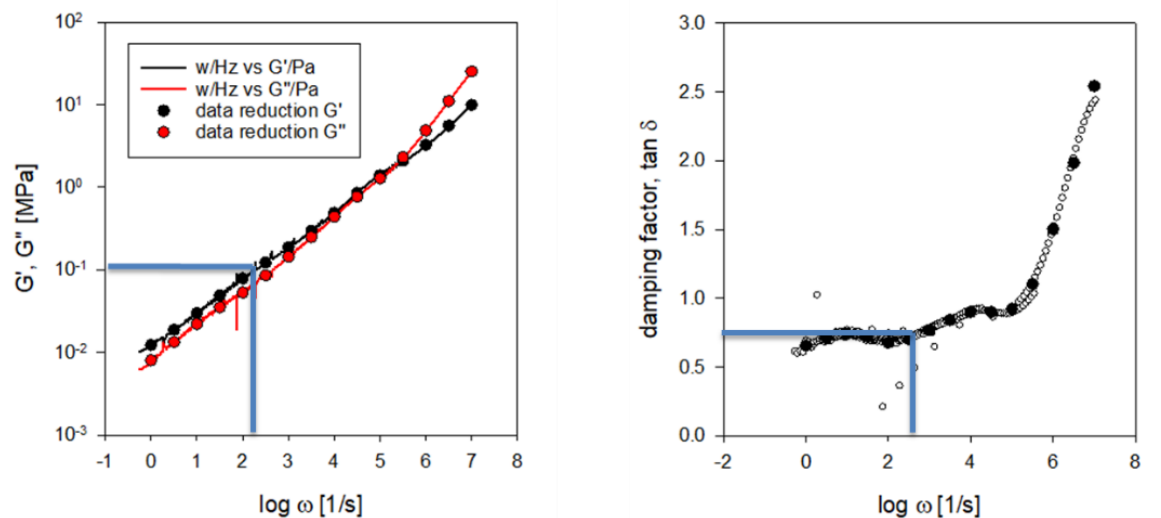 10²
10¹
10⁰
10⁻¹
10⁻²
10⁻³
G', G" [MPa]
w/Hz vs G'/Pa
w/Hz vs G"/Pa
data reduction G'
data reduction G"
-1 0 1 2 3 4 5 6 7 8
log ω [1/s]
3.0
2.5
2.0
1.5
1.0
0.5
0.0
damping factor, tan δ
-2 0 2 4 6 8
log ω [1/s]